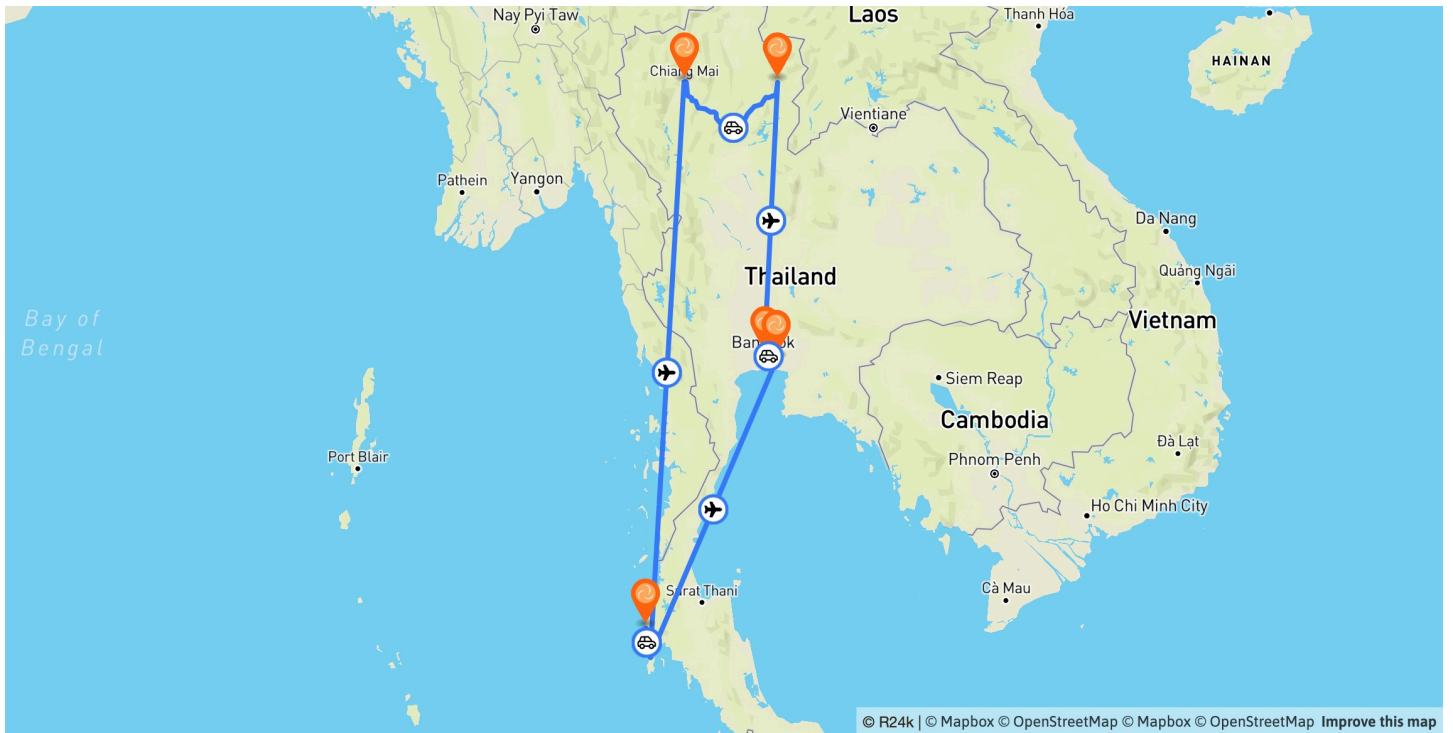 Nay Pyi Taw
Laos
Thanh Hóa
HAINAN
Chiang Mai
Vientiane
Pathein
Yangon
Da Nang
Quảng Ngãi
Thailand
Vietnam
Bay of
Bengal
Bangkok
Siem Reap
Cambodia
Đà Lạt
Port Blair
Phnom Penh
Ho Chi Minh City
Surat Thani
Cà Mau
© R24k | © Mapbox © OpenStreetMap © Mapbox © OpenStreetMap Improve this map